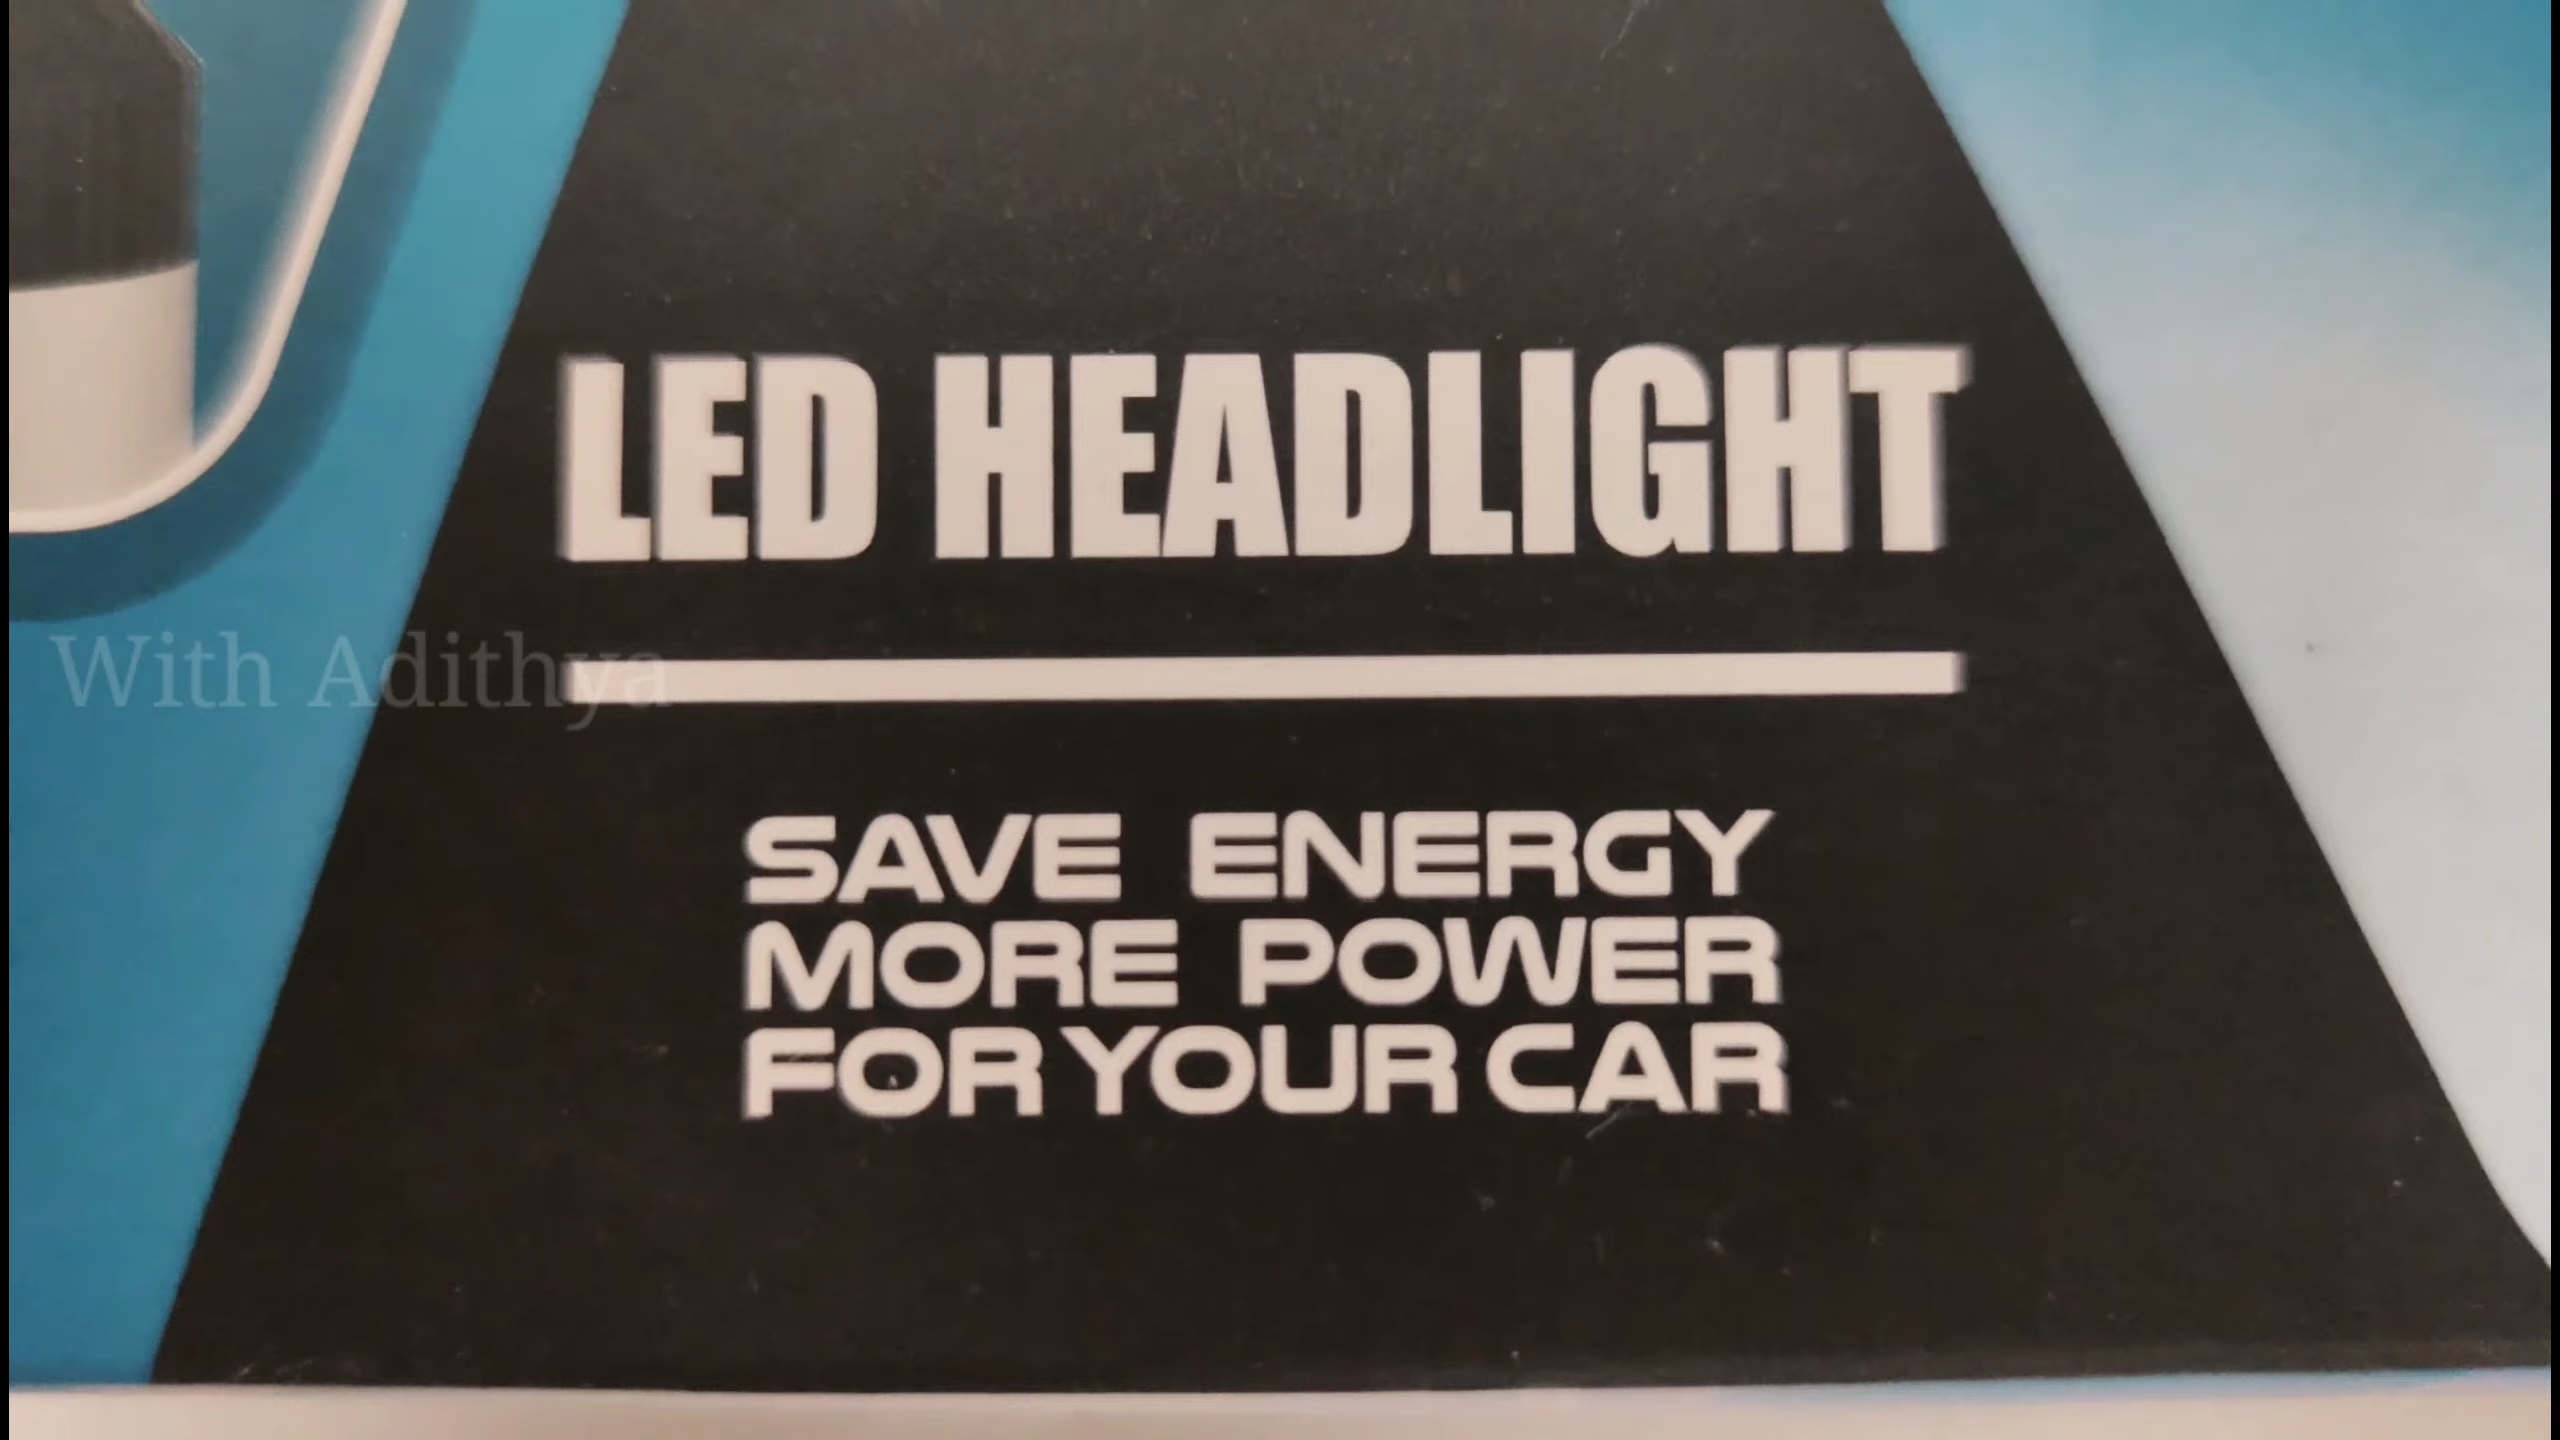 LED HEADLIGHT
With Adithya
SAVE ENERGY
MORE POWER
FOR YOUR CAR